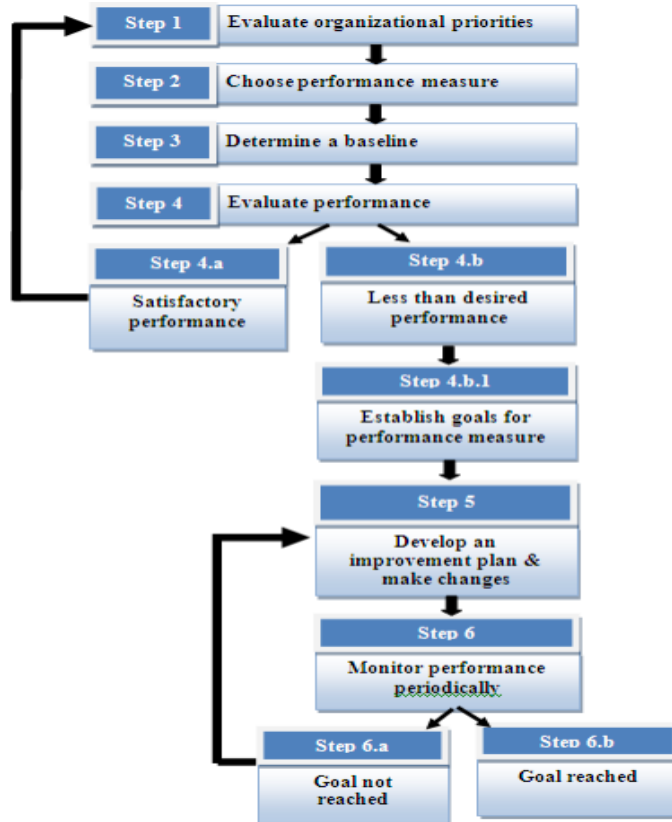 Step 1
Evaluate organizational priorities
Step 2
Choose performance measure
Step 3
Determine a baseline
Step 4
Evaluate performance
Step 4.a
Satisfactory
performance
Step 4.b
Less than desired
performance
Step 4.b.1
Establish goals for
performance measure
Step 5
Develop an
improvement plan &
make changes
Step 6
Monitor performance
periodically
Step 6.a
Goal not
reached
Step 6.b
Goal reached